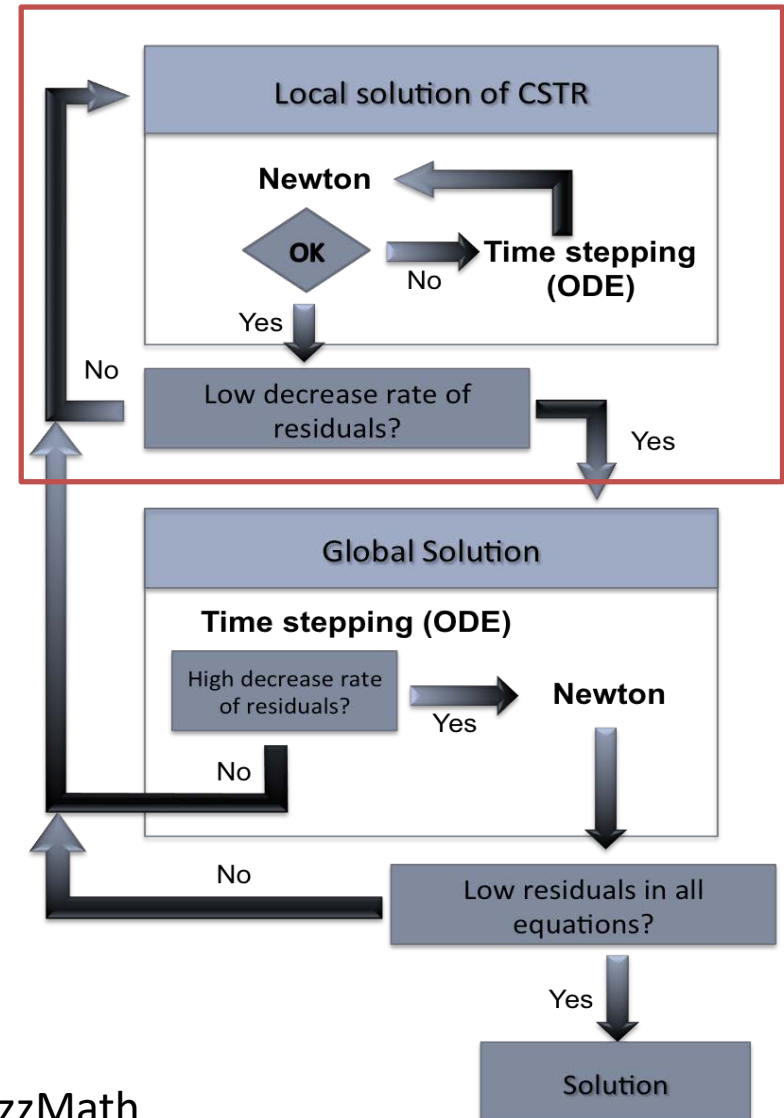 Local solution of CSTR
Newton
OK
No
Time stepping
(ODE)
Yes
No
Low decrease rate of
residuals?
Yes
Global Solution
Time stepping (ODE)
High decrease rate
of residuals?
Yes
Newton
No
No
Low residuals in all
equations?
Yes
Solution
zzMath